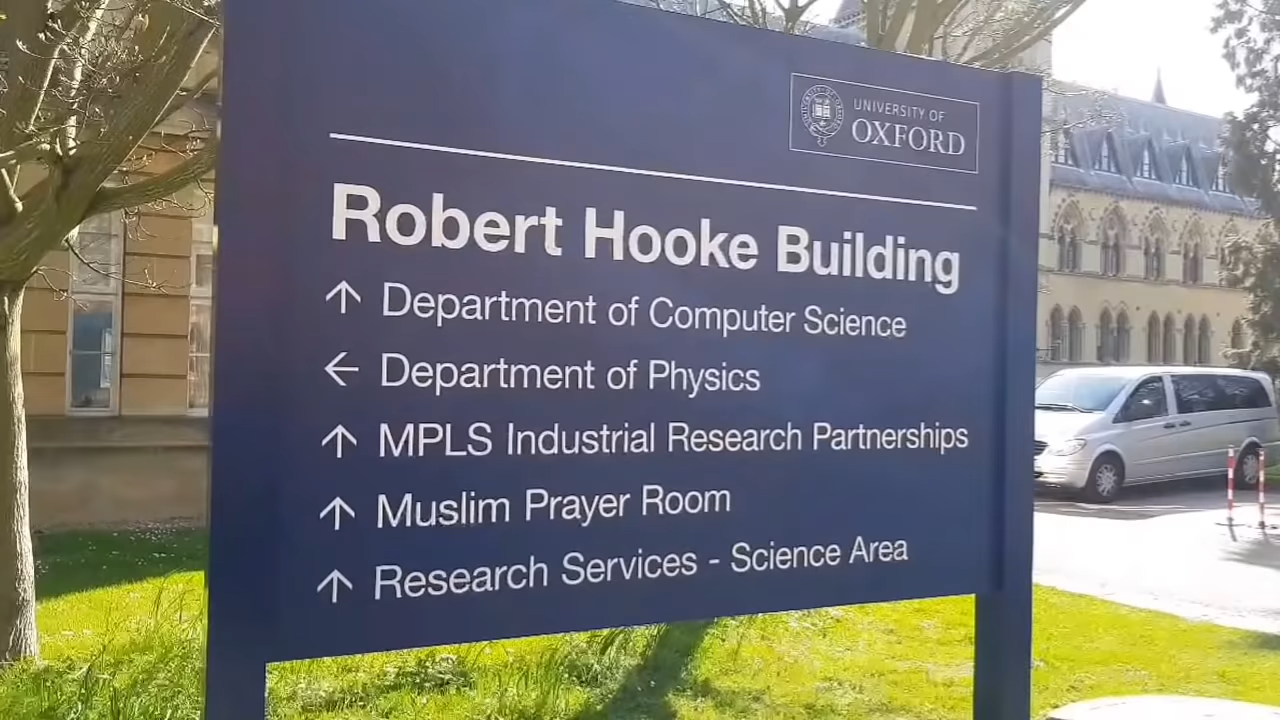 UNIVERSITY OF
OXFORD
Robert Hooke Building
↑ Department of Computer Science
← Department of Physics
↑ MPLS Industrial Research Partnerships
↑ Muslim Prayer Room
↑ Research Services - Science Area